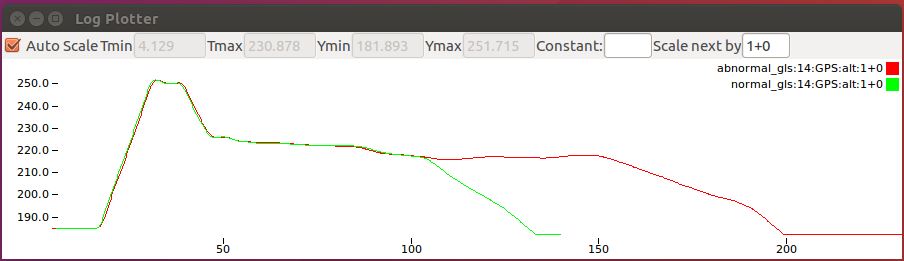 Log Plotter
Auto Scale Tmin 4.129 Tmax 230.878 Ymin 181.893 Ymax 251.715 Constant: Scale next by 1+0
abnormal_gls:14:GPS:alt:1+0
normal_gls:14:GPS:alt:1+0
250.0
240.0
230.0
220.0
210.0
200.0
190.0
50 100 150 200